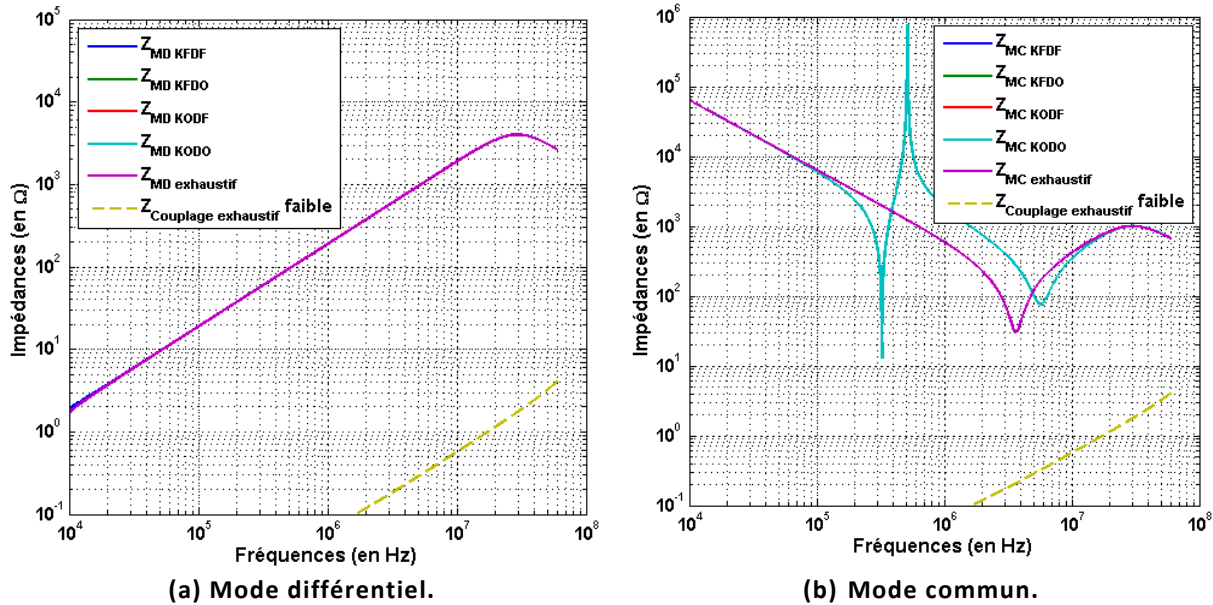 10^5
10^4
10^3
10^2
10^1
10^0
10^-1
Impédances (en Ω)
Z_MD KFDF
Z_MD KFDO
Z_MD KODF
Z_MD KODO
Z_MD exhaustif
Z_Couplage exhaustif faible
10^4 10^5 10^6 10^7 10^8
Fréquences (en Hz)
(a) Mode différentiel.
10^6
10^5
10^4
10^3
10^2
10^1
10^0
10^-1
Impédances (en Ω)
Z_MC KFDF
Z_MC KFDO
Z_MC KODF
Z_MC KODO
Z_MC exhaustif
Z_Couplage exhaustif faible
10^4 10^5 10^6 10^7 10^8
Fréquences (en Hz)
(b) Mode commun.